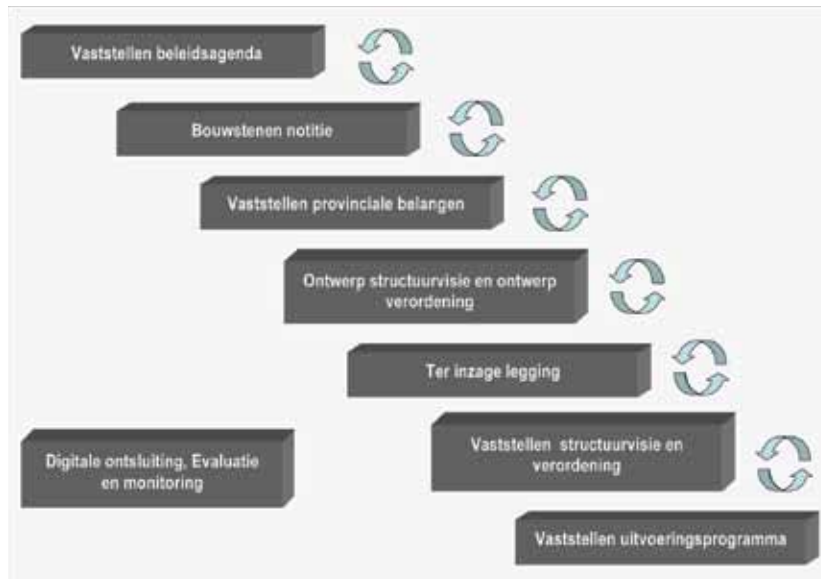 Vaststellen beleidsagenda
Bouwstenen notitie
Vaststellen provinciale belangen
Ontwerp structuurvisie en ontwerp
verordening
Ter inzage legging
Vaststellen structuurvisie en
verordening
Digitale ontsluiting, Evaluatie
en monitoring
Vaststellen uitvoeringsprogramma